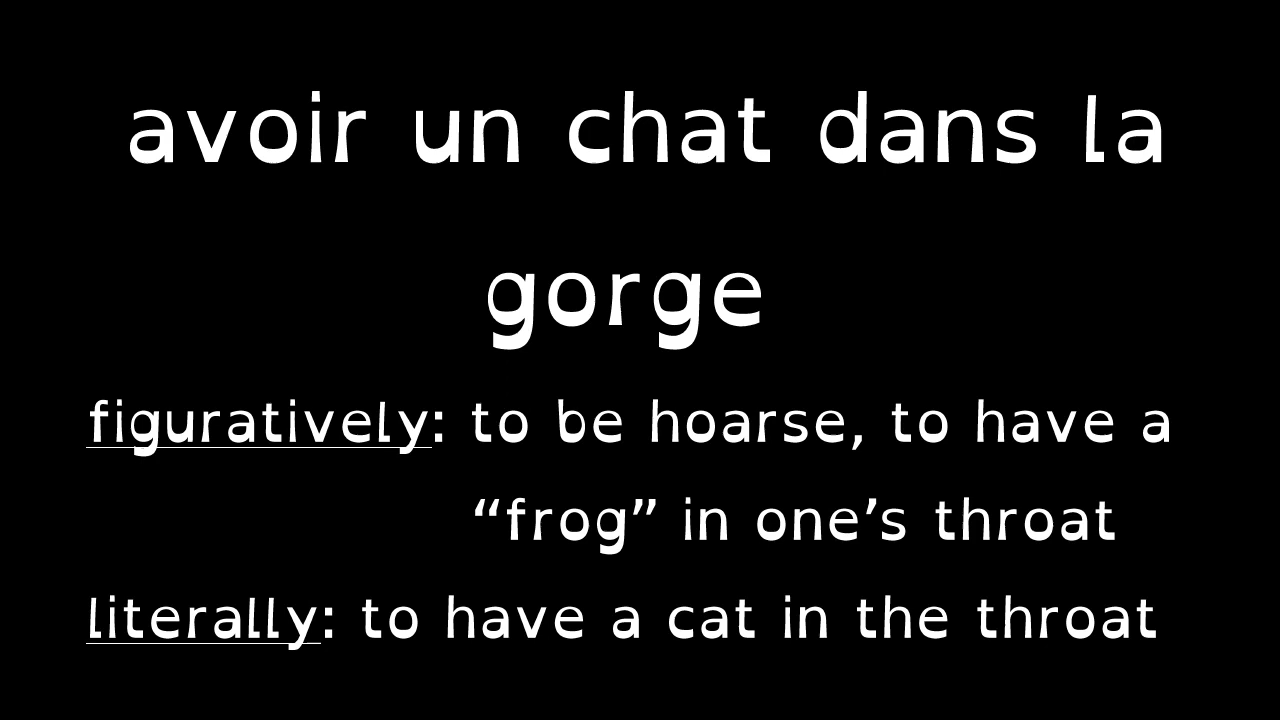 avoir un chat dans la
gorge
figuratively: to be hoarse, to have a
“frog” in one’s throat
literally: to have a cat in the throat